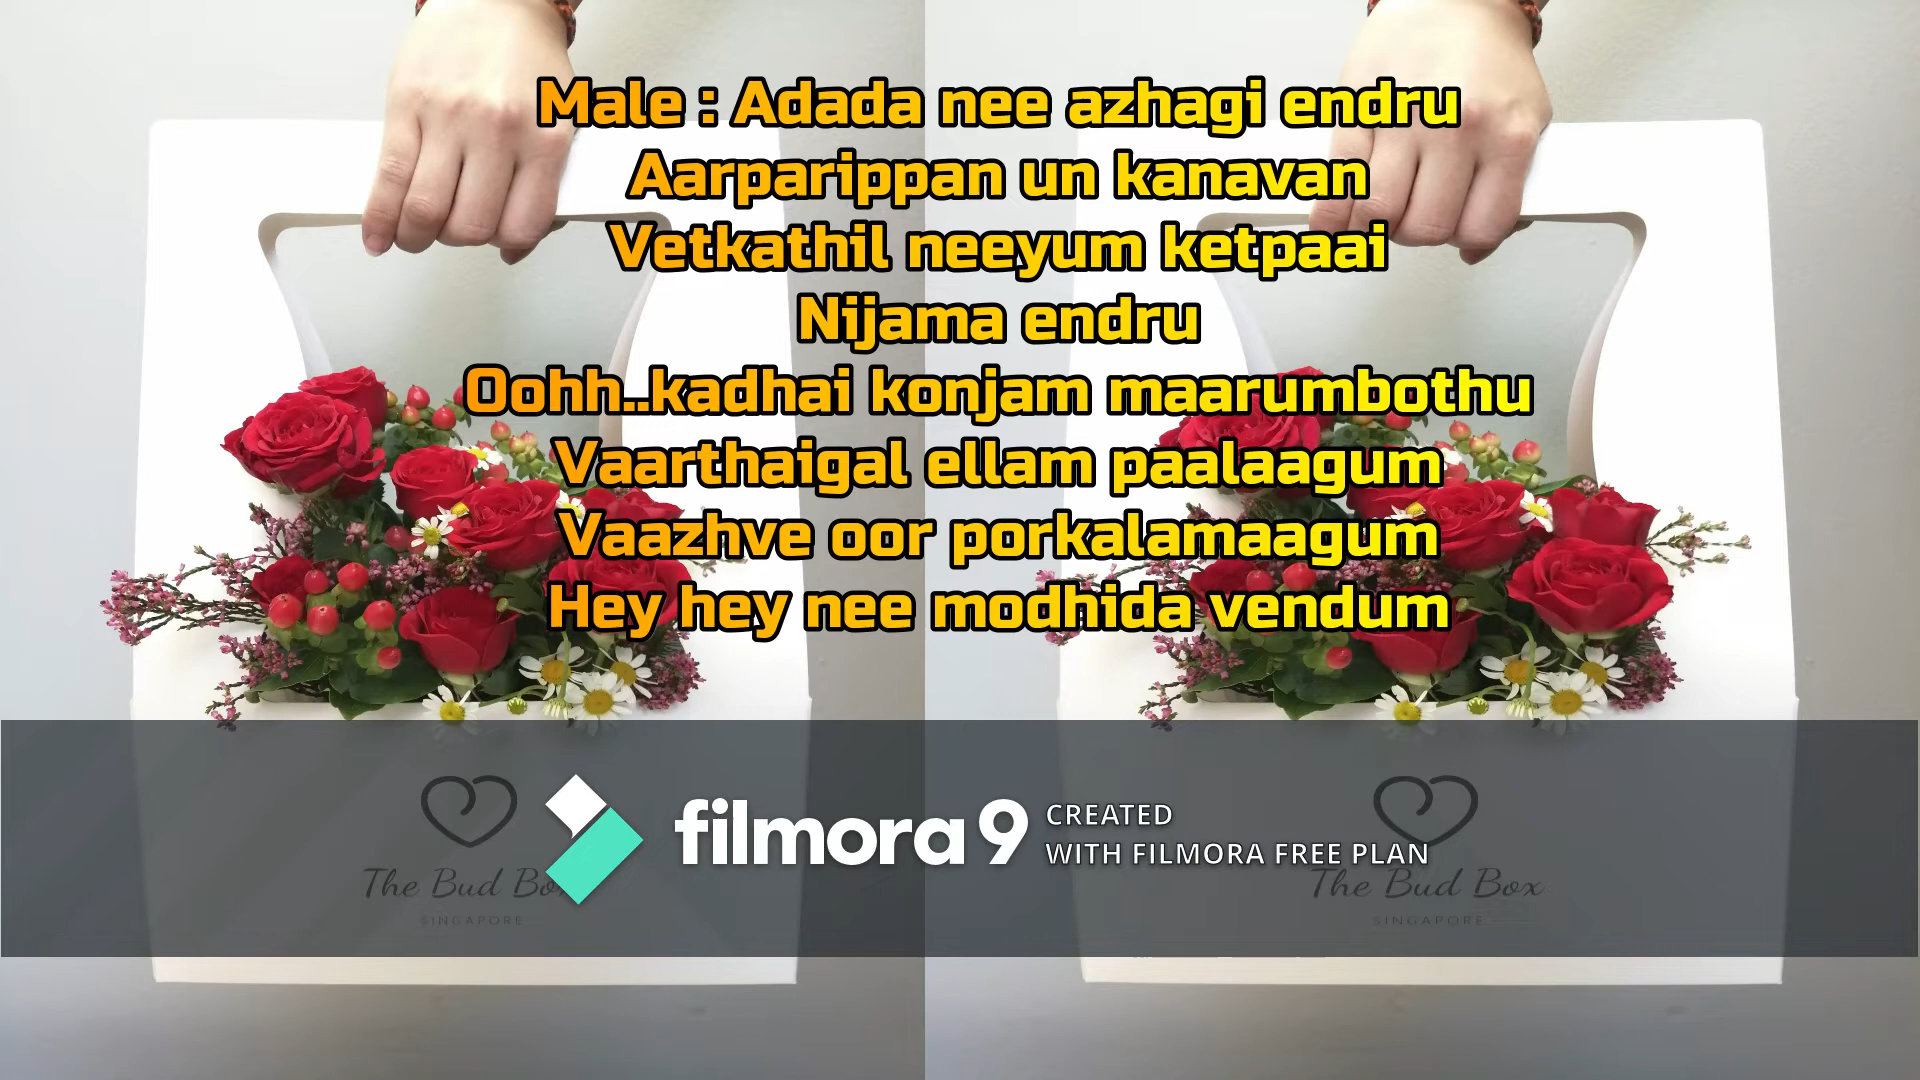 Male : Adada nee azhagi endru
Aarparippan un kanavan
Vetkathil neeyum ketpaai
Nijama endru
Oohh..kadhai konjam maarumbothu
Vaarthaigal ellam paalaagum
Vaazhve oor porkalamaagum
Hey hey nee modhida vendum
filmora 9
CREATED
WITH FILMORA FREE PLAN
The Bud Box
SINGAPORE
The Bud Box
SINGAPORE